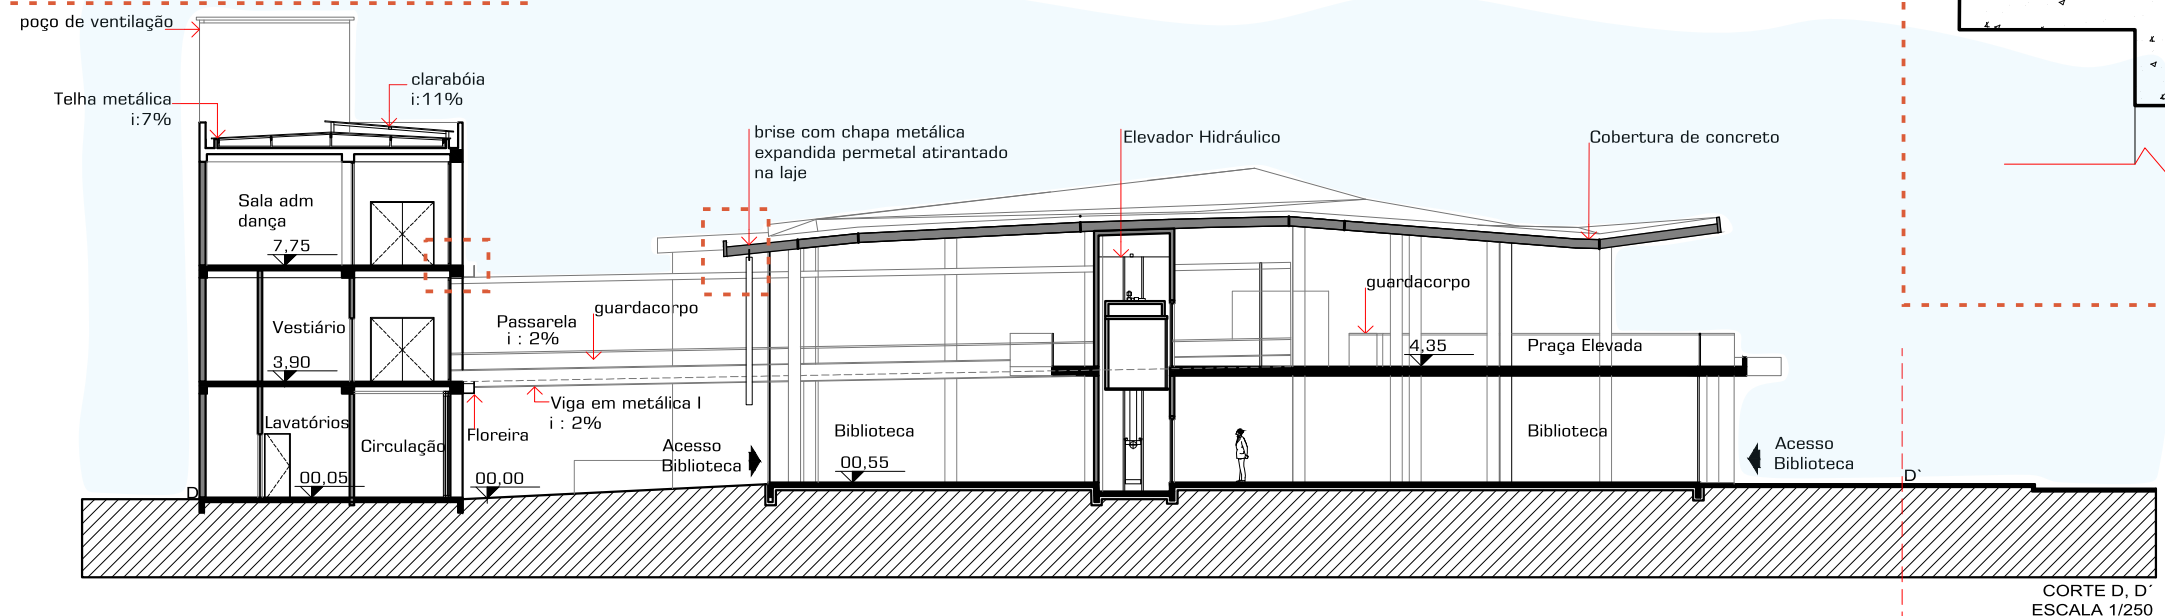 poço de ventilação
clarabóia
i:11%
Telha metálica
i:7%
brise com chapa metálica
expandida permetal atirantado
na laje
Elevador Hidráulico
Cobertura de concreto
Sala adm
dança
7,75
guardacorpo
guardacorpo
Passarela
i : 2%
Vestiário
3,90
4,35
Praça Elevada
Viga em metálica I
i : 2%
Lavatórios
Circulação
Floreira
Acesso
Biblioteca
Biblioteca
00,55
Biblioteca
Acesso
Biblioteca
00,05
00,00
D
D`
CORTE D, D´
ESCALA 1/250